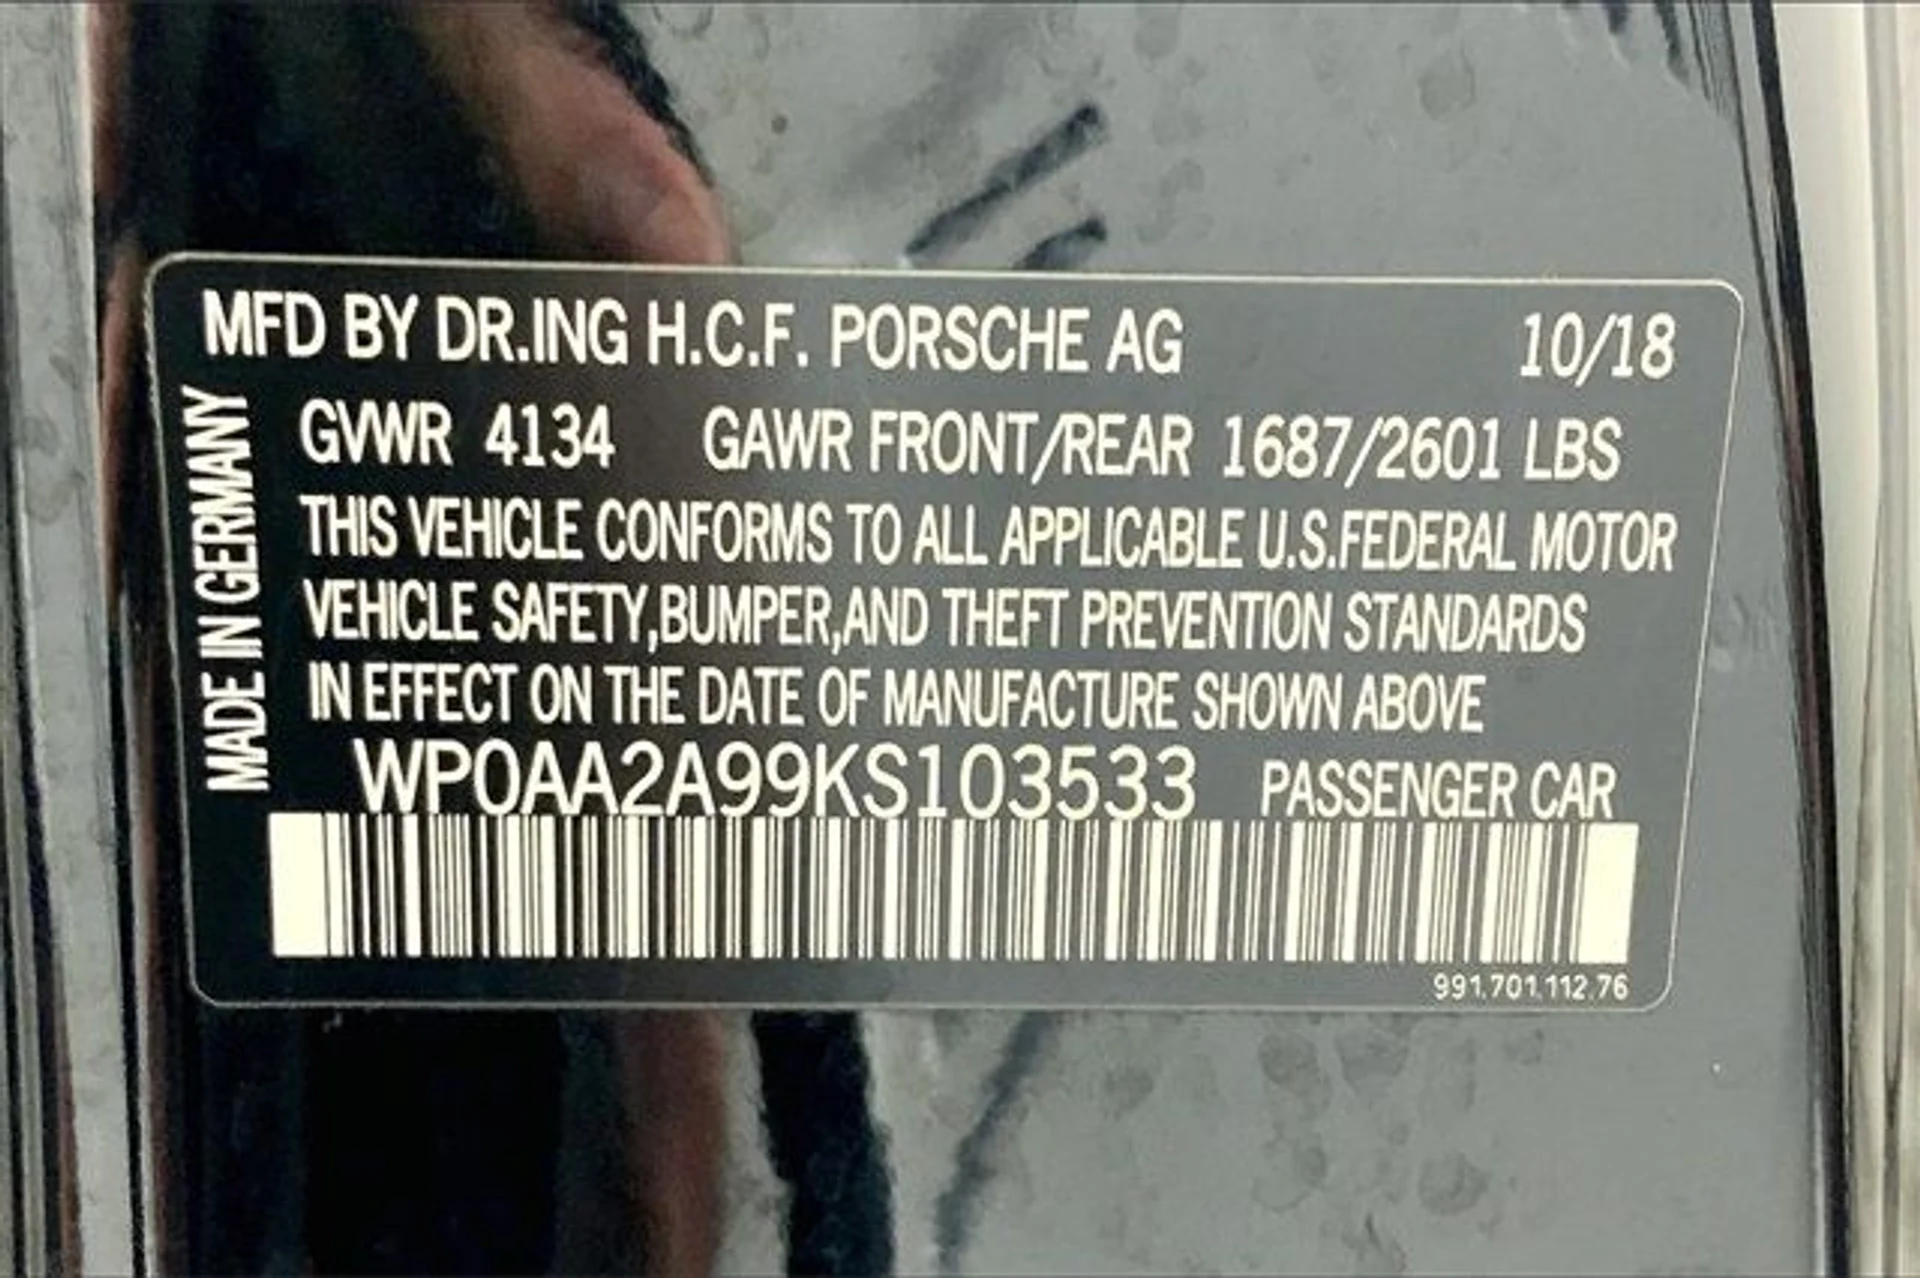 MFD BY DR.ING H.C.F. PORSCHE AG 10/18
GVWR 4134 GAWR FRONT/REAR 1687/2601 LBS
THIS VEHICLE CONFORMS TO ALL APPLICABLE U.S.FEDERAL MOTOR
VEHICLE SAFETY,BUMPER,AND THEFT PREVENTION STANDARDS
IN EFFECT ON THE DATE OF MANUFACTURE SHOWN ABOVE
WP0AA2A99KS103533 PASSENGER CAR
991.701.112.76
MADE IN GERMANY